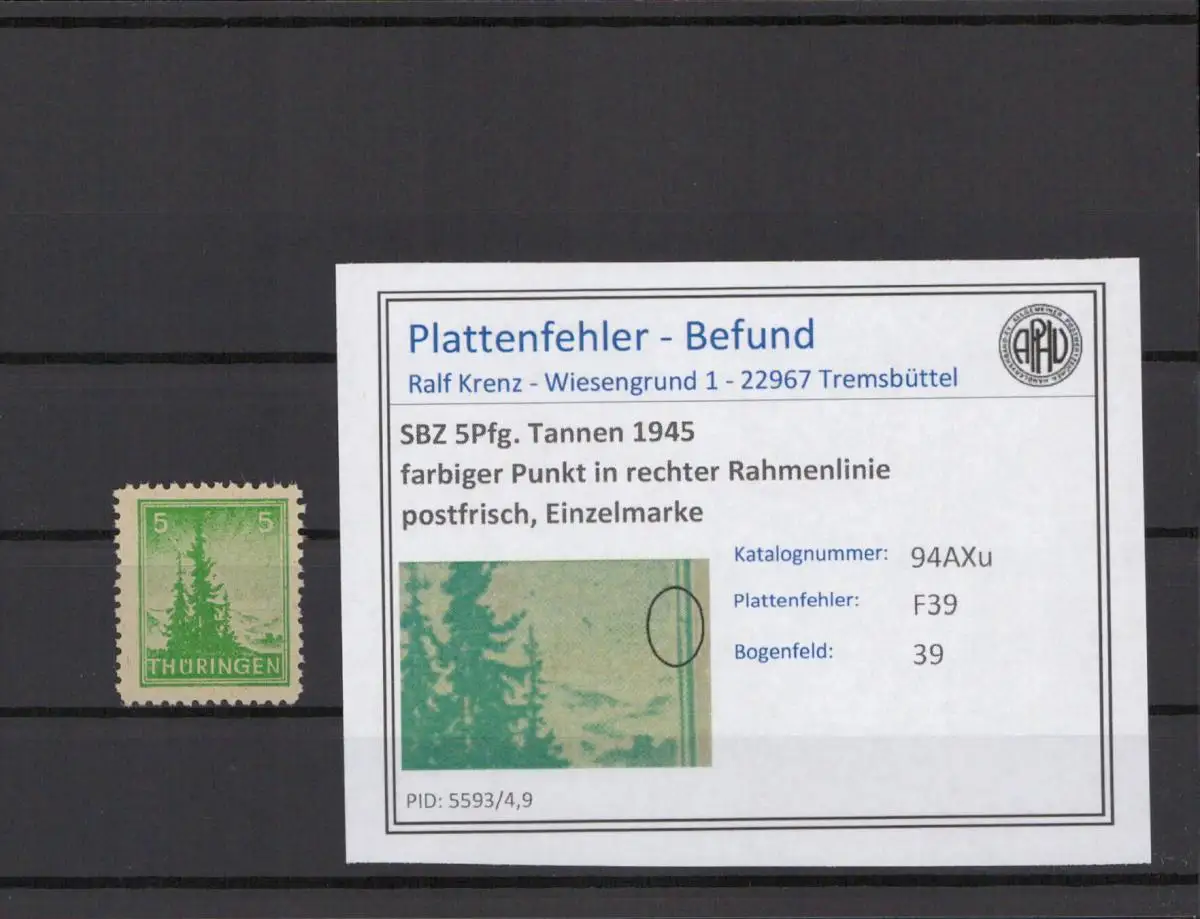 5 5
THÜRINGEN
Plattenfehler - Befund
Ralf Krenz - Wiesengrund 1 - 22967 Tremsbüttel
APHV
SBZ 5Pfg. Tannen 1945
farbiger Punkt in rechter Rahmenlinie
postfrisch, Einzelmarke
Katalognummer: 94AXu
Plattenfehler: F39
Bogenfeld: 39
PID: 5593/4,9